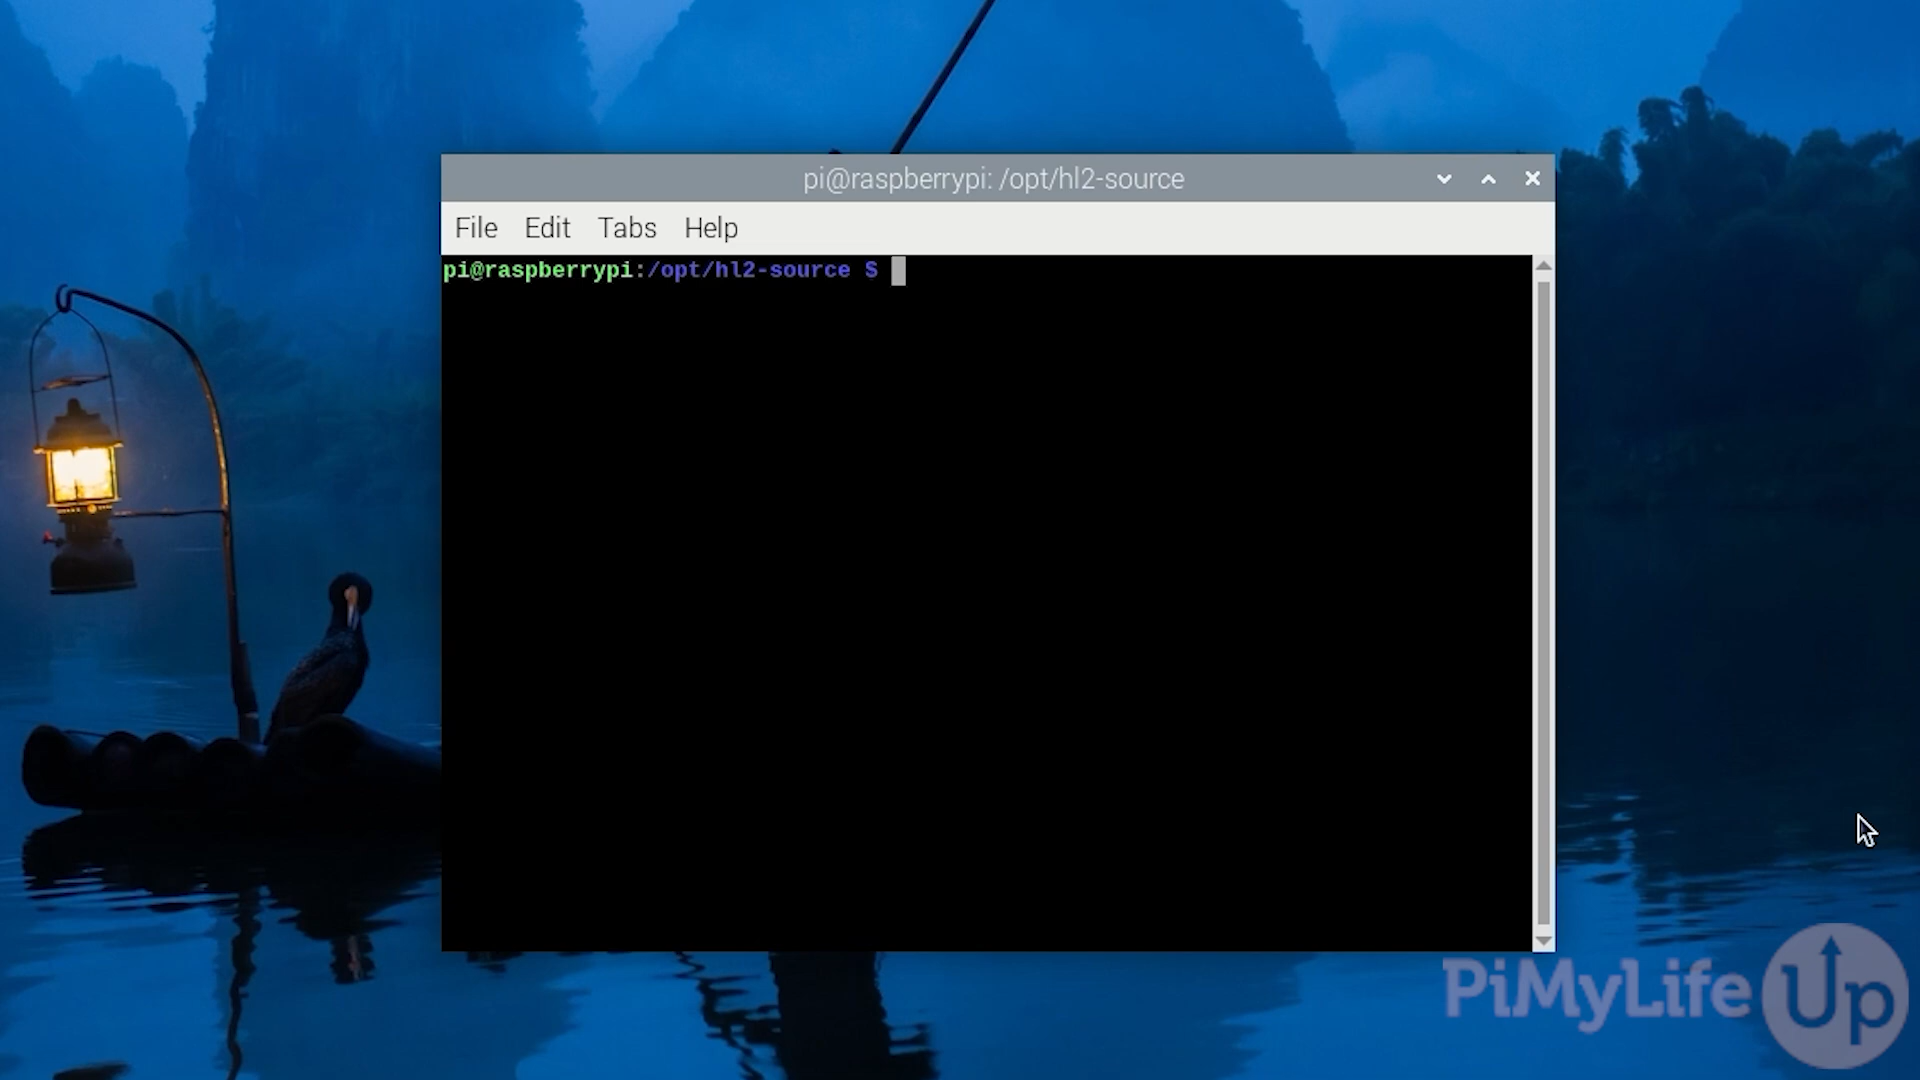 pi@raspberrypi: /opt/hl2-source
File Edit Tabs Help
pi@raspberrypi:/opt/hl2-source $
PiMyLifeUp